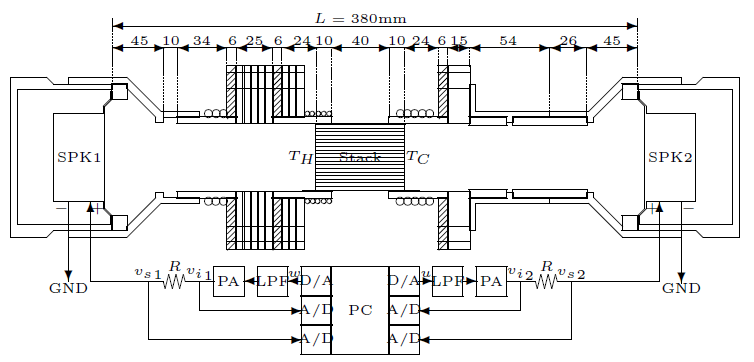 L = 380mm
45 10 34 6 25 6 24 10 40 10 24 6 15 54 26 45
SPK1 T_H Stack T_C SPK2
− + + −
v_s1 R v_i1 PA LPF w D/A D/A u LPF PA v_i2 R v_s2
GND GND
A/D PC A/D
A/D A/D